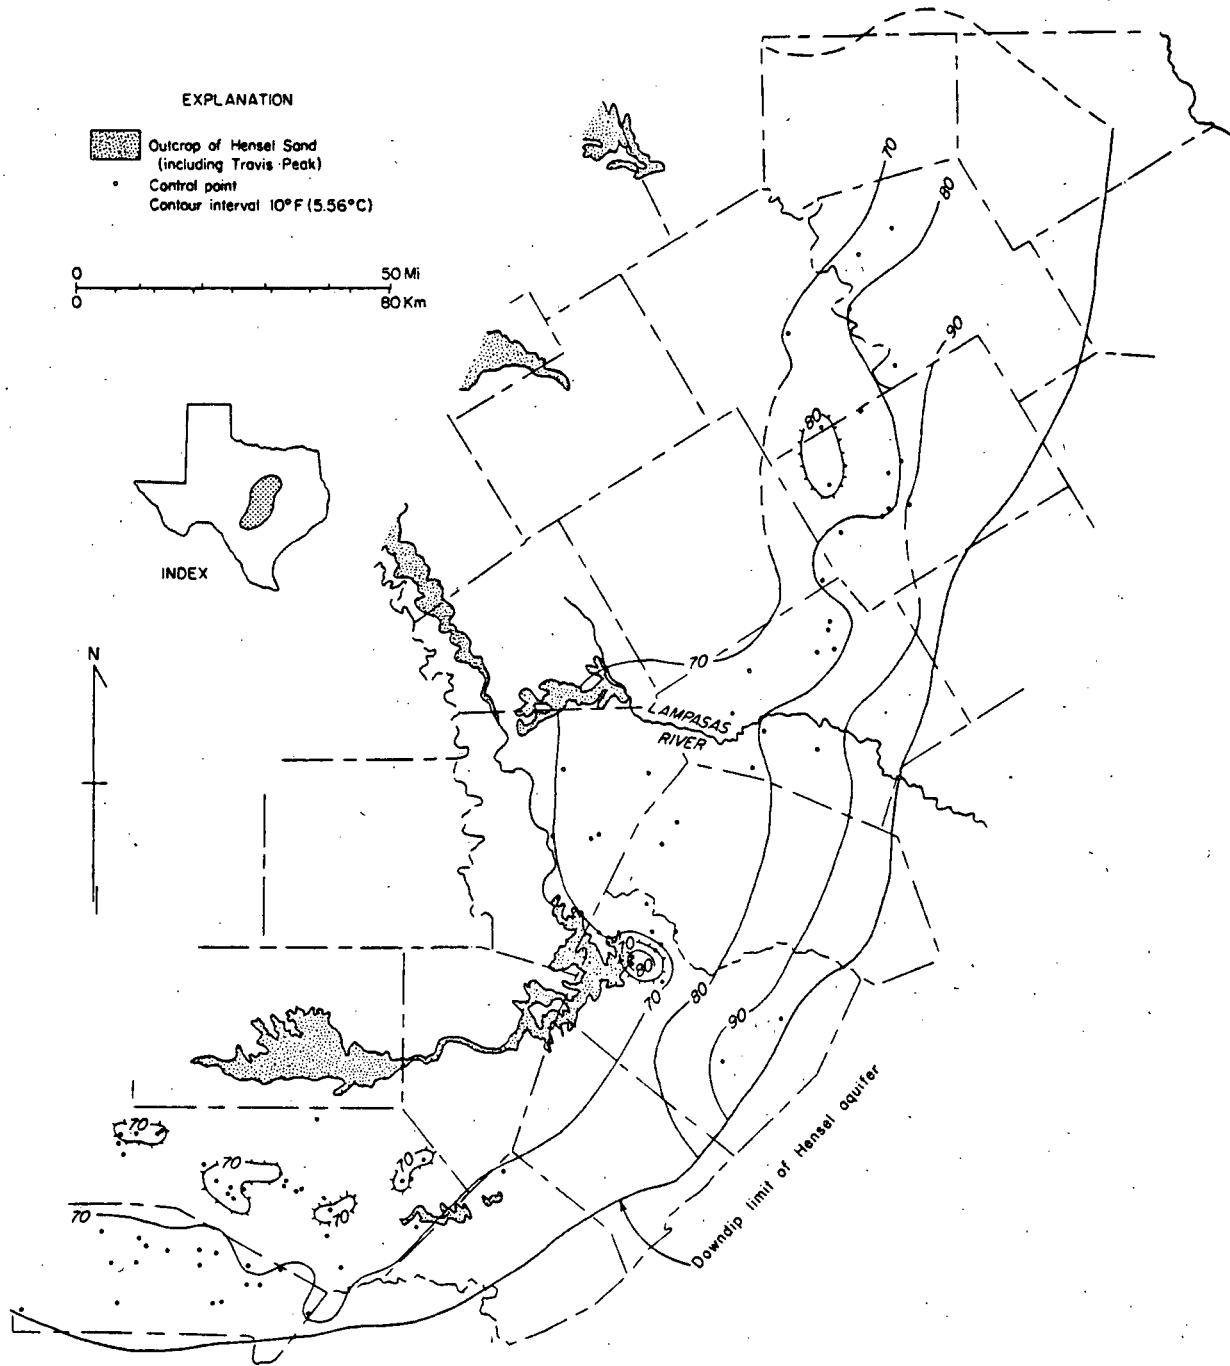 EXPLANATION
Outcrop of Hensel Sand
(including Travis Peak)
Control point
Contour interval 10°F (5.56°C)
0 50 Mi
0 80 Km
INDEX
N
70
80
90
80
70
LAMPASAS
RIVER
70
80
70
80
90
70
70
70
70
70
Downdip limit of Hensel aquifer